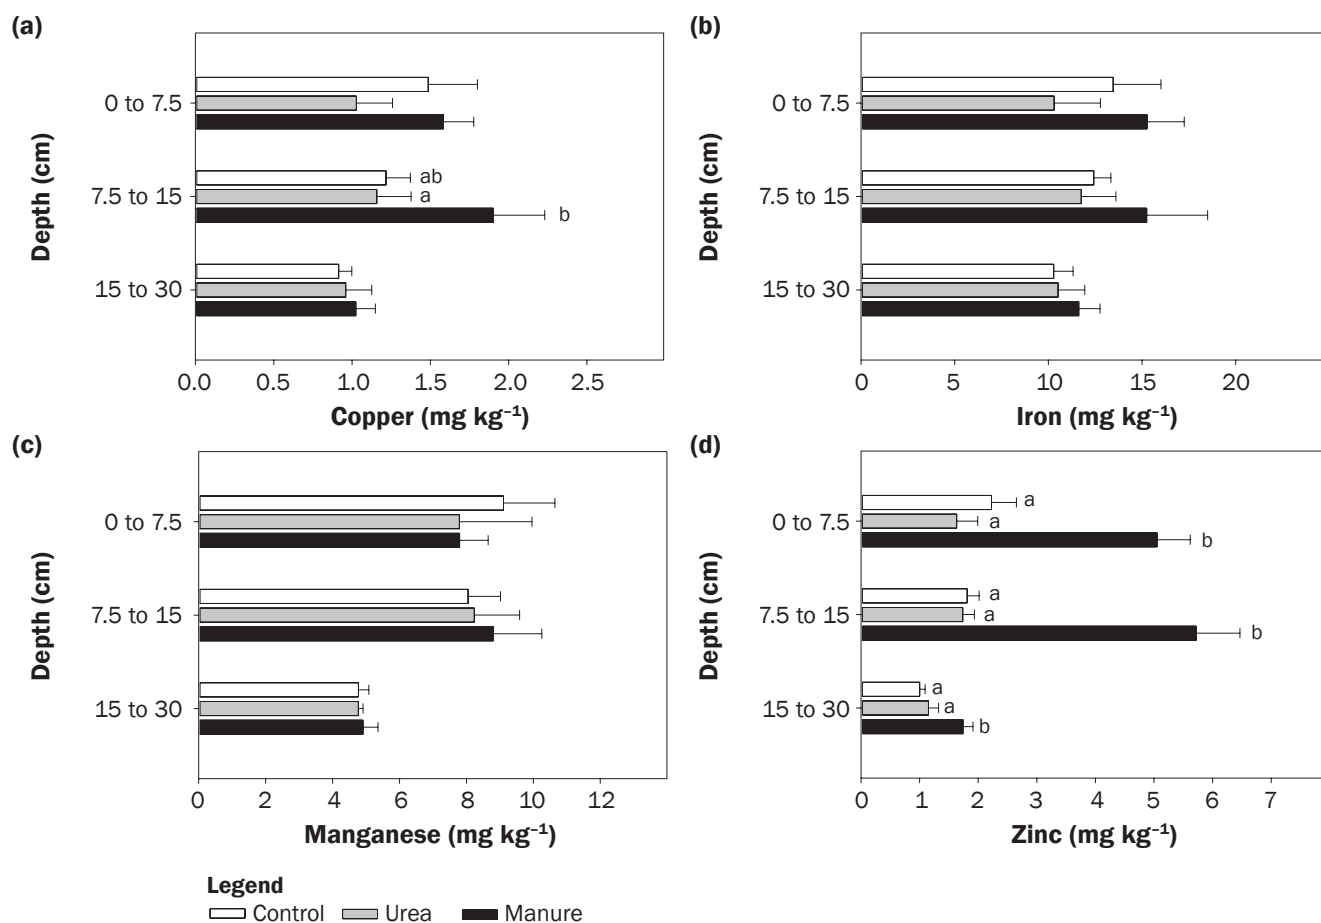 (a)
Depth (cm)
0 to 7.5
7.5 to 15
15 to 30
ab
a
b
0.0 0.5 1.0 1.5 2.0 2.5
Copper (mg kg⁻¹)
(b)
Depth (cm)
0 to 7.5
7.5 to 15
15 to 30
0 5 10 15 20
Iron (mg kg⁻¹)
(c)
Depth (cm)
0 to 7.5
7.5 to 15
15 to 30
0 2 4 6 8 10 12
Manganese (mg kg⁻¹)
(d)
Depth (cm)
0 to 7.5
7.5 to 15
15 to 30
a
a
b
a
a
b
a
a
b
0 1 2 3 4 5 6 7
Zinc (mg kg⁻¹)
Legend
Control Urea Manure